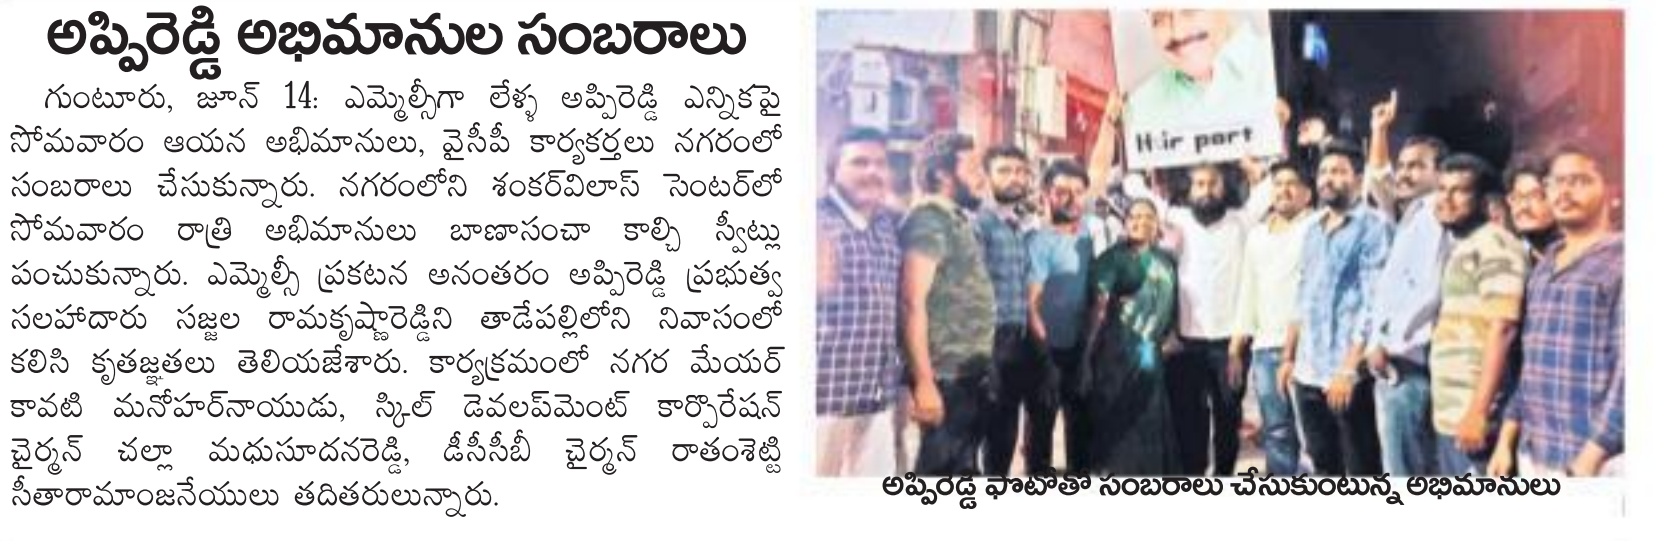 అప్పిరెడ్డి అభిమానుల సంబరాలు
గుంటూరు, జూన్ 14: ఎమ్మెల్సీగా లేళ్ళ అప్పిరెడ్డి ఎన్నికపై
సోమవారం ఆయన అభిమానులు, వైసీపీ కార్యకర్తలు నగరంలో
సంబరాలు చేసుకున్నారు. నగరంలోని శంకర్‌విలాస్ సెంటర్‌లో
సోమవారం రాత్రి అభిమానులు బాణాసంచా కాల్చి స్వీట్లు
పంచుకున్నారు. ఎమ్మెల్సీ ప్రకటన అనంతరం అప్పిరెడ్డి ప్రభుత్వ
సలహాదారు సజ్జల రామకృష్ణారెడ్డిని తాడేపల్లిలోని నివాసంలో
కలిసి కృతజ్ఞతలు తెలియజేశారు. కార్యక్రమంలో నగర మేయర్
కావటి మనోహర్‌నాయుడు, స్కిల్ డెవలప్‌మెంట్ కార్పొరేషన్
చైర్మన్ చల్లా మధుసూదనరెడ్డి, డీసీసీబీ చైర్మన్ రాతంశెట్టి
సీతారామాంజనేయులు తదితరులున్నారు.
Hair part
అప్పిరెడ్డి ఫొటోతో సంబరాలు చేసుకుంటున్న అభిమానులు